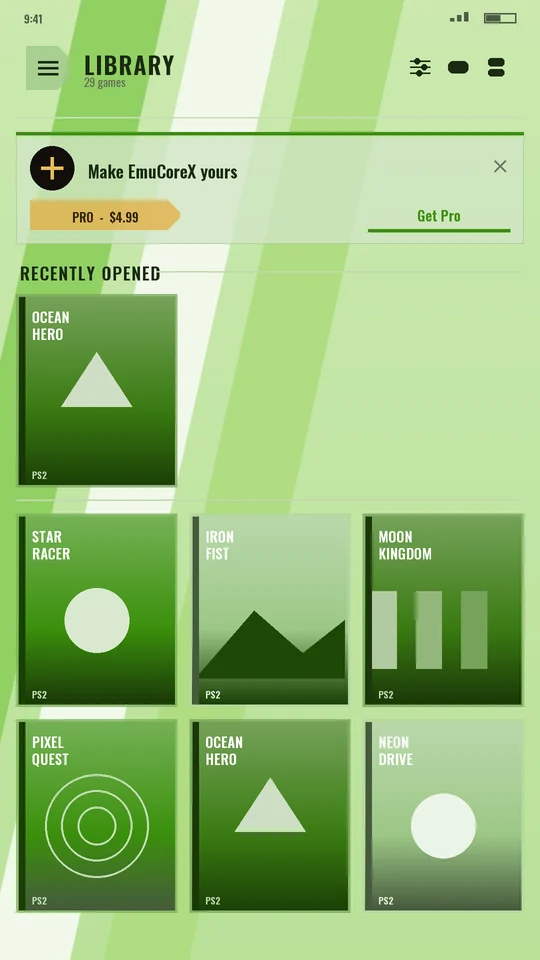 9:41
LIBRARY
29 games
Make EmuCoreX yours
PRO - $4.99
Get Pro
RECENTLY OPENED
OCEAN
HERO
PS2
STAR
RACER
PS2
IRON
FIST
PS2
MOON
KINGDOM
PS2
PIXEL
QUEST
PS2
OCEAN
HERO
PS2
NEON
DRIVE
PS2